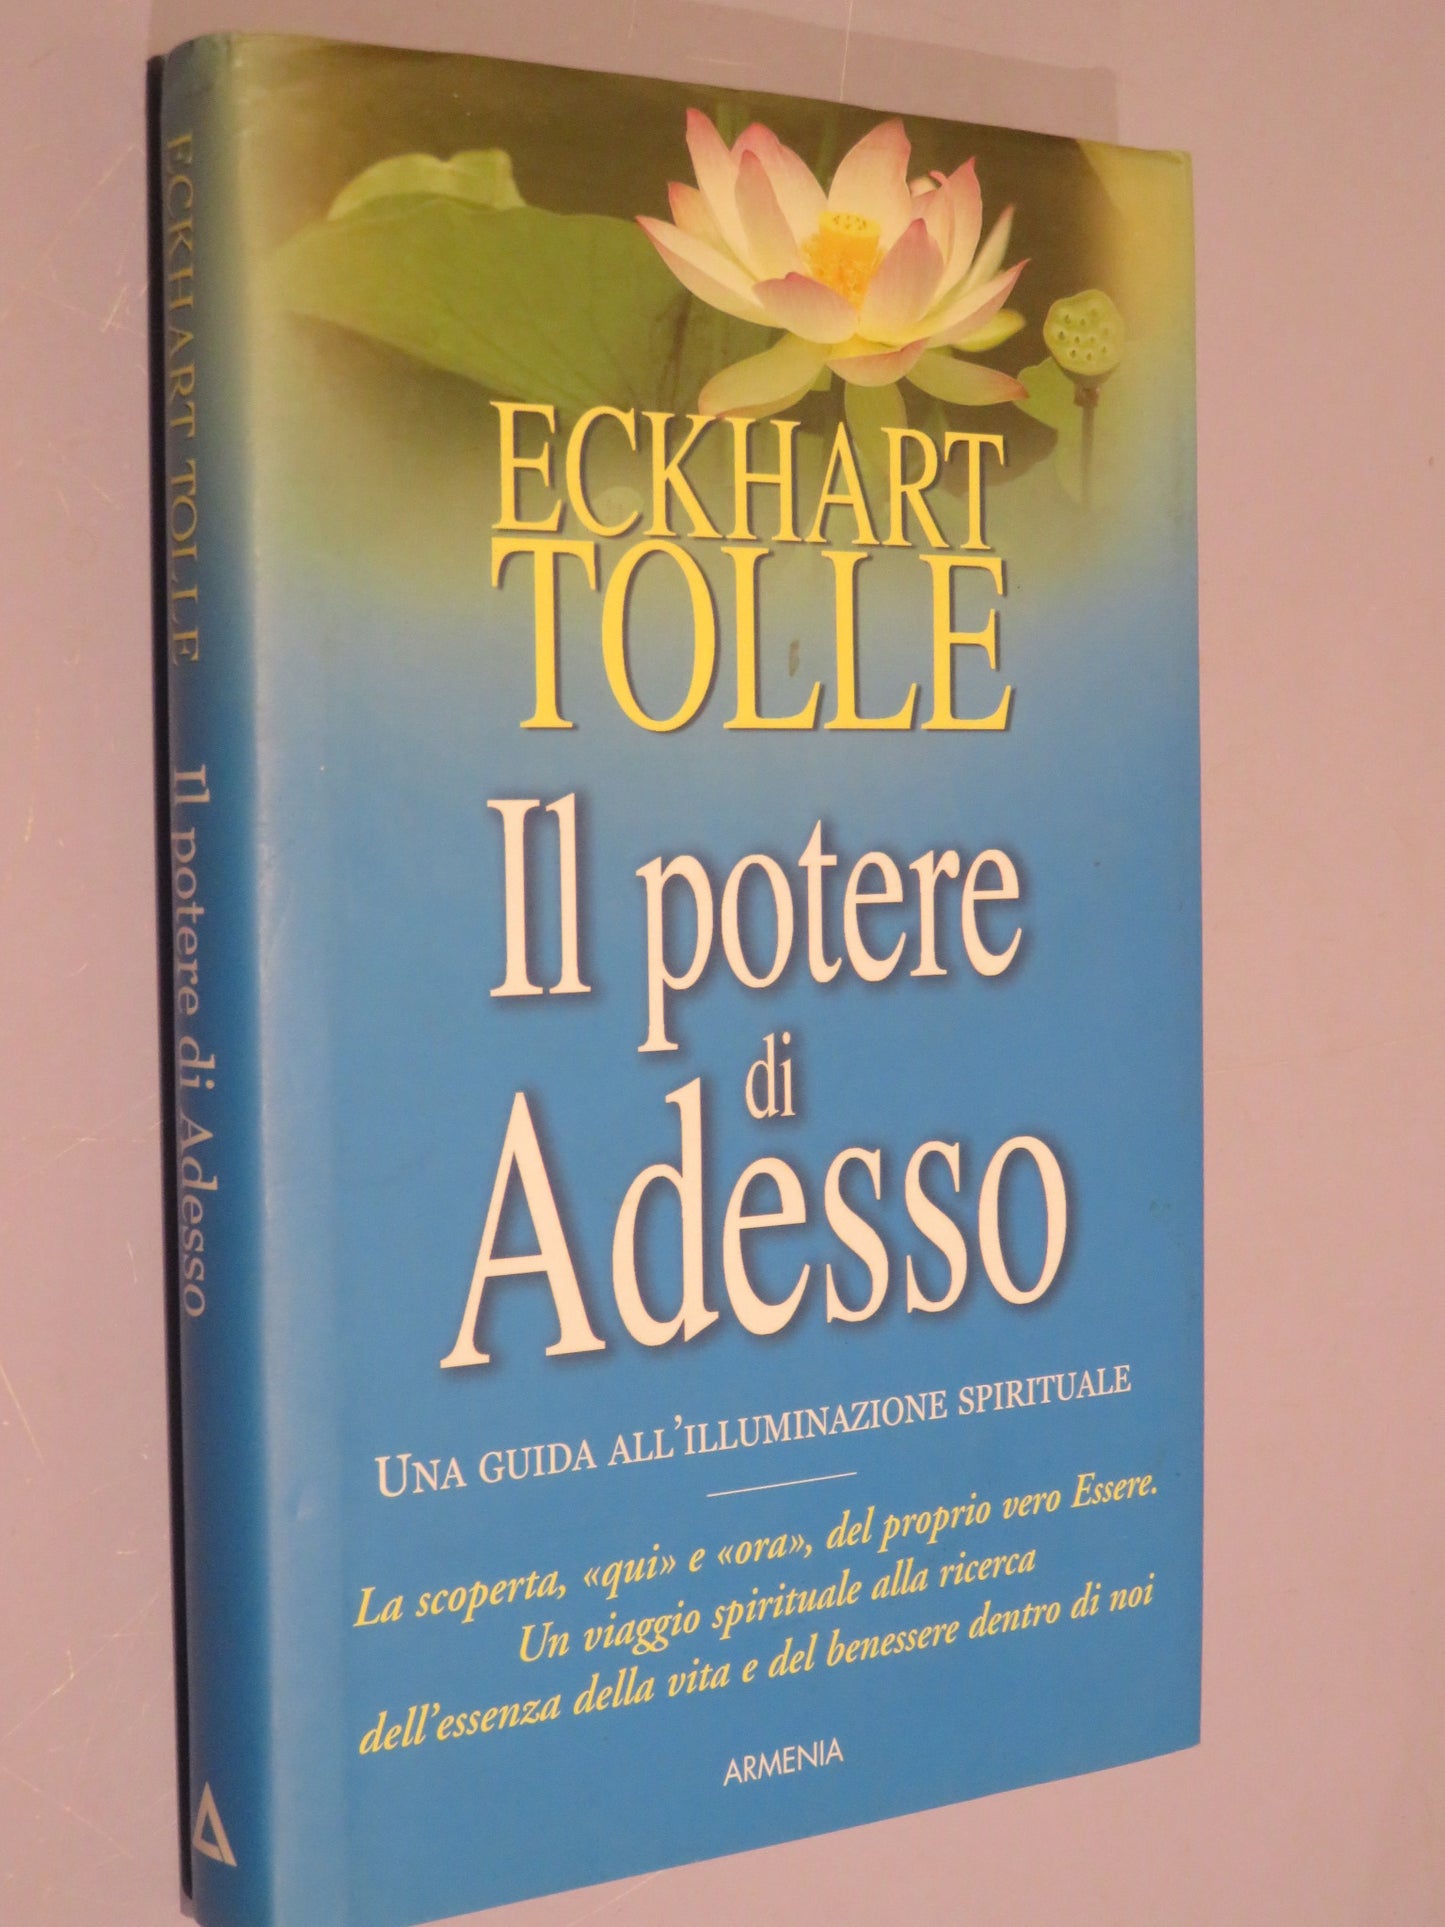 ECKHART TOLLE Il potere di Adesso
ECKHART
TOLLE
Il potere
di
Adesso
UNA GUIDA ALL'ILLUMINAZIONE SPIRITUALE
La scoperta, «qui» e «ora», del proprio vero Essere.
Un viaggio spirituale alla ricerca
dell'essenza della vita e del benessere dentro di noi
ARMENIA